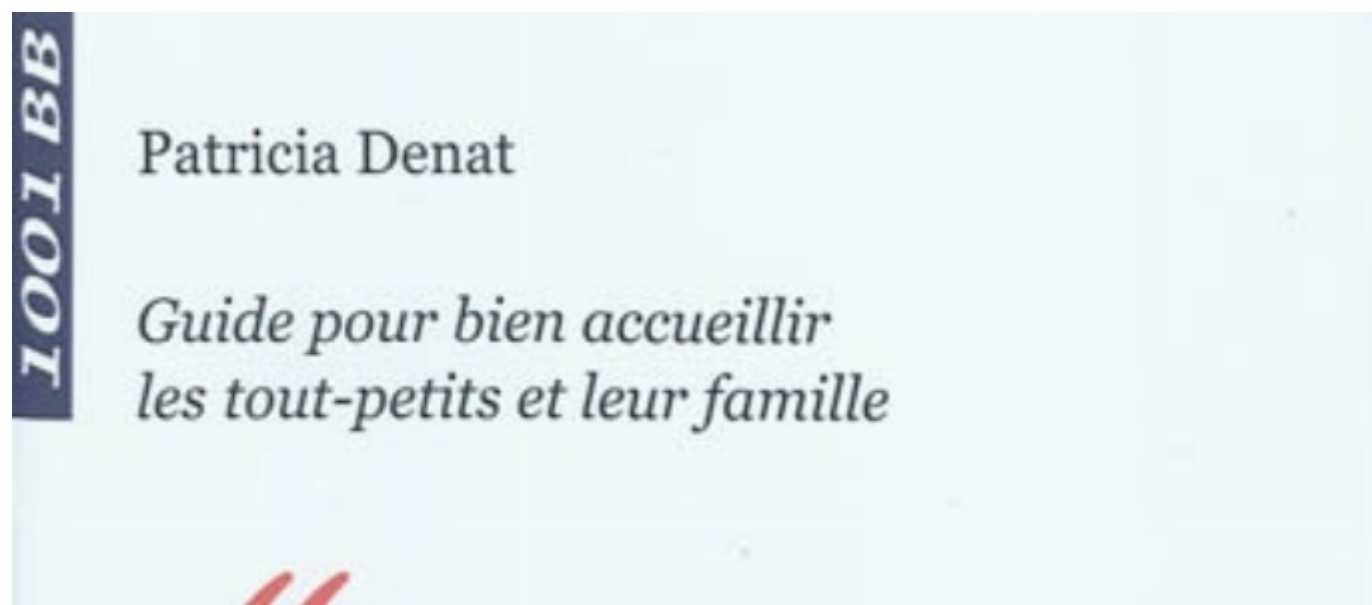 1001 BB
Patricia Denat
Guide pour bien accueillir
les tout-petits et leur famille